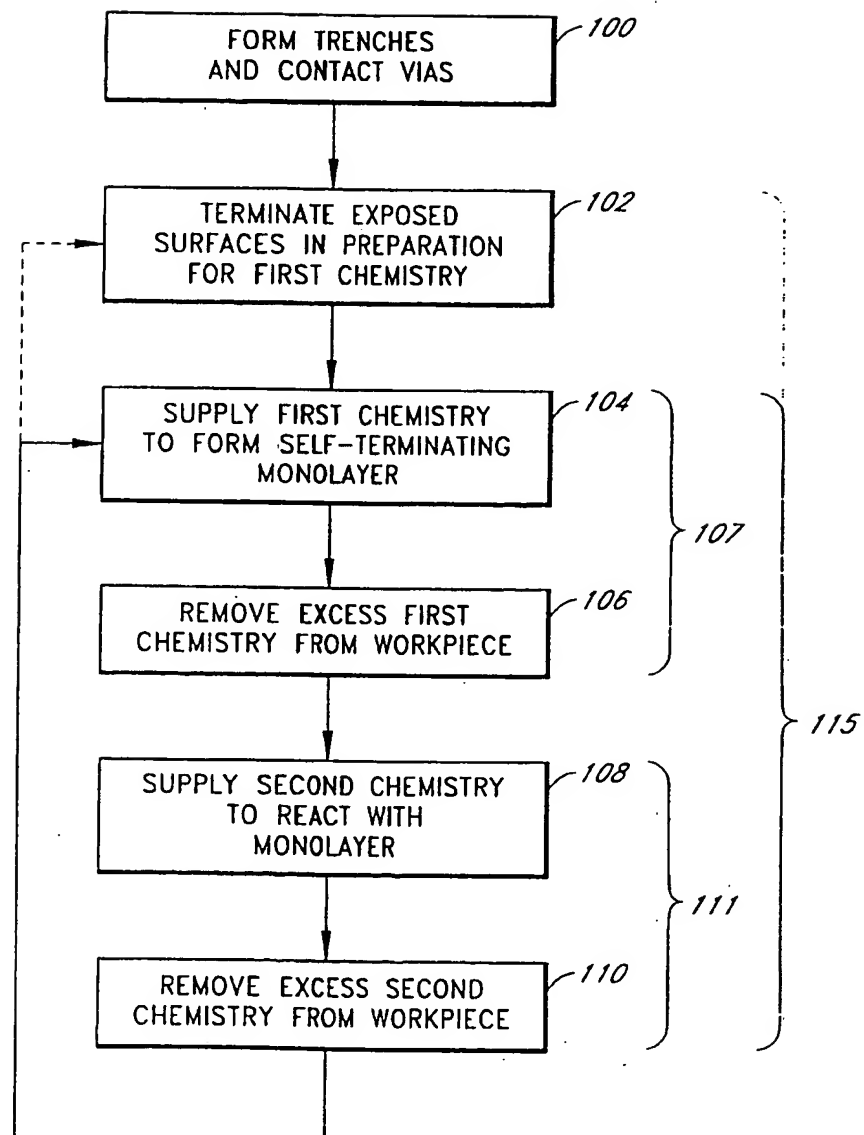 FORM TRENCHES
AND CONTACT VIAS
100
TERMINATE EXPOSED
SURFACES IN PREPARATION
FOR FIRST CHEMISTRY
102
SUPPLY FIRST CHEMISTRY
TO FORM SELF-TERMINATING
MONOLAYER
104
107
REMOVE EXCESS FIRST
CHEMISTRY FROM WORKPIECE
106
115
SUPPLY SECOND CHEMISTRY
TO REACT WITH
MONOLAYER
108
111
REMOVE EXCESS SECOND
CHEMISTRY FROM WORKPIECE
110